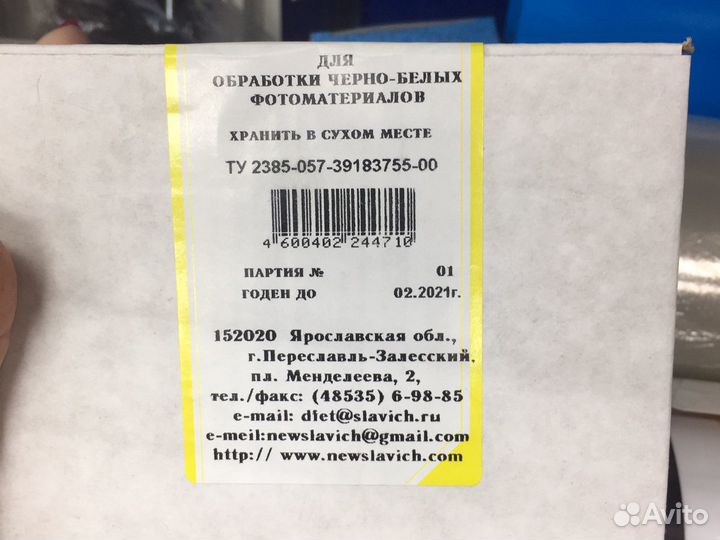 ДЛЯ
ОБРАБОТКИ ЧЕРНО-БЕЛЫХ
ФОТОМАТЕРИАЛОВ
ХРАНИТЬ В СУХОМ МЕСТЕ
ТУ 2385-057-39183755-00
4 600402 244710
ПАРТИЯ № 01
ГОДЕН ДО 02.2021г.
152020 Ярославская обл.,
г.Переславль-Залесский,
пл. Менделеева, 2,
тел./факс: (48535) 6-98-85
e-mail: dfet@slavich.ru
e-meil:newslavich@gmail.com
http:// www.newslavich.com
Avito